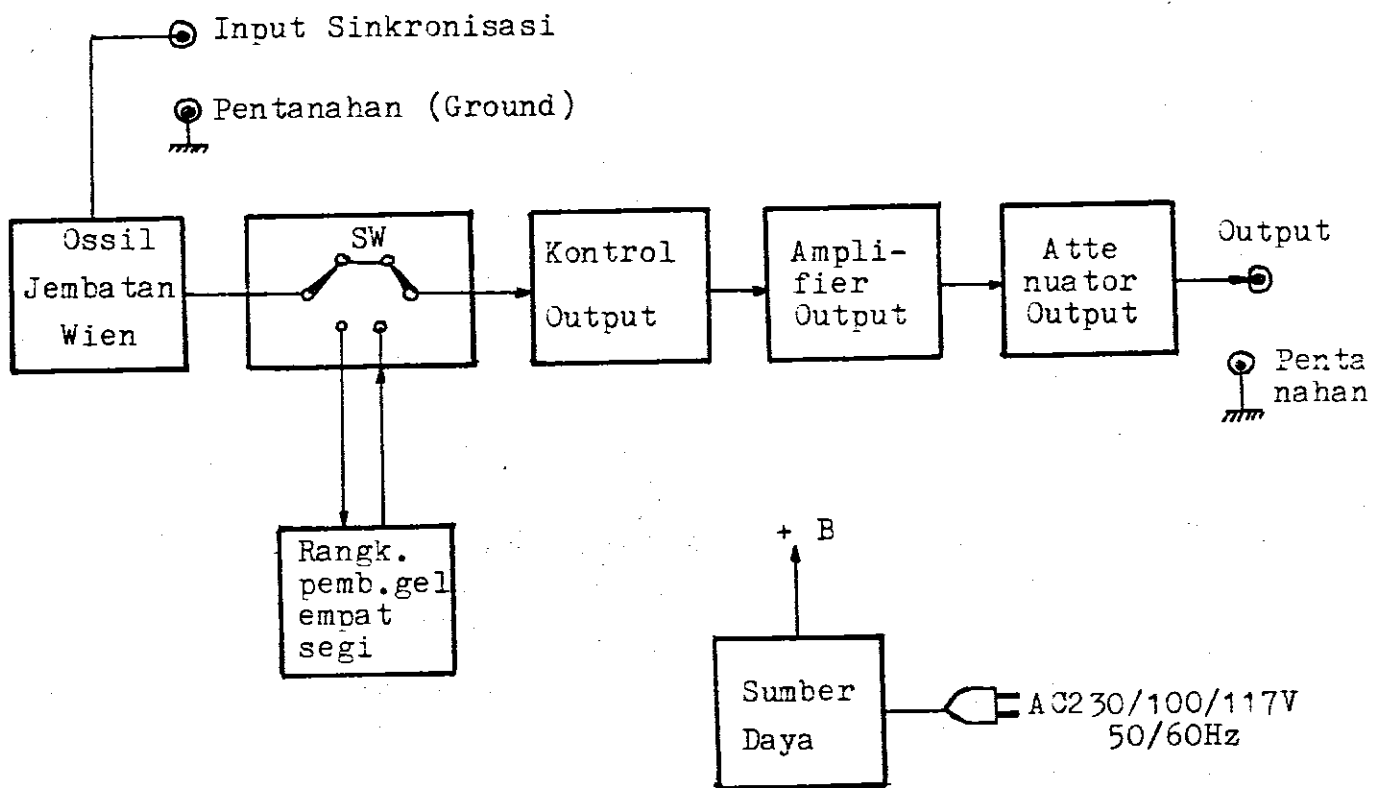 Input Sinkronisasi
Pentanahan (Ground)
Ossil
Jembatan
Wien
SW
Kontrol
Output
Ampli-
fier
Output
Atte
nuator
Output
Output
Penta
nahan
Rangk.
pemb.gel
empat
segi
+ B
Sumber
Daya
AC230/100/117V
50/60Hz